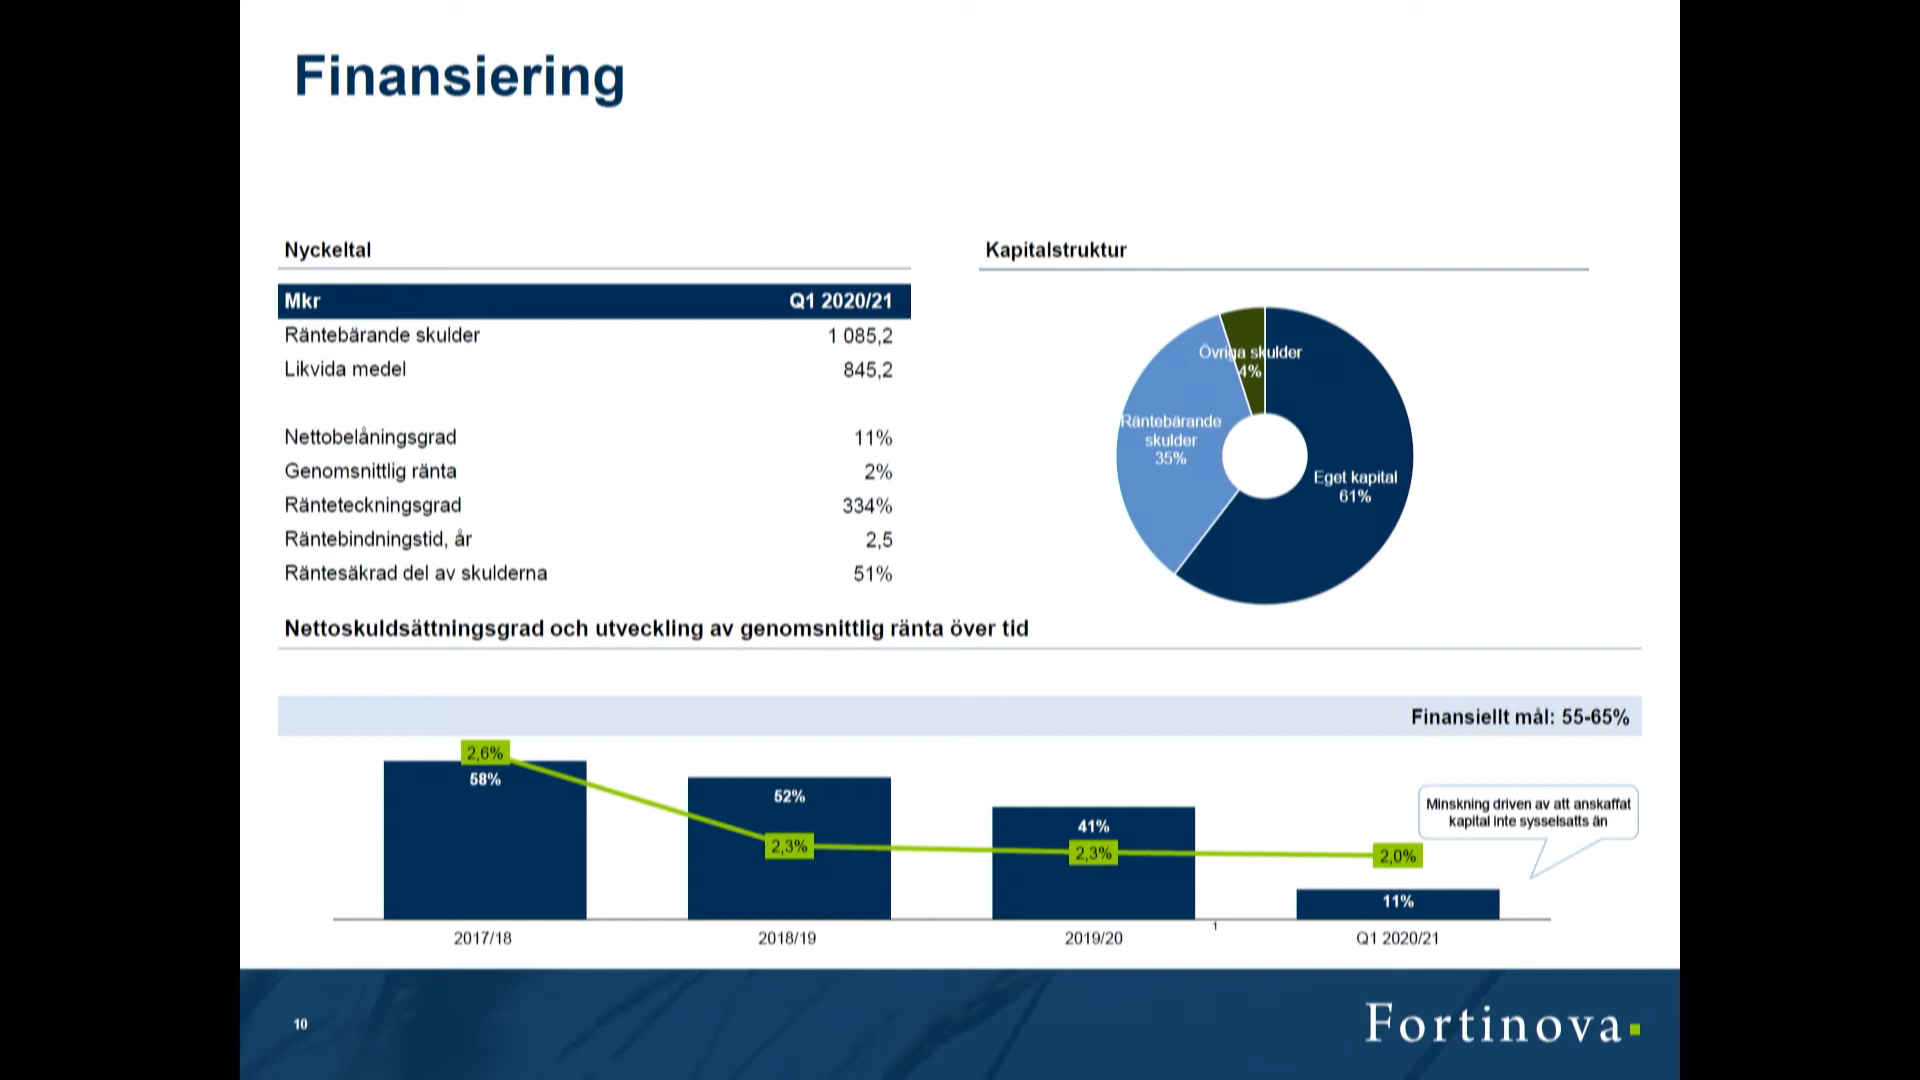 Finansiering
Nyckeltal
Mkr Q1 2020/21
Räntebärande skulder 1 085,2
Likvida medel 845,2
Nettobelåningsgrad 11%
Genomsnittlig ränta 2%
Ränteteckningsgrad 334%
Räntebindningstid, år 2,5
Räntesäkrad del av skulderna 51%
Kapitalstruktur
Övriga skulder
4%
Räntebärande
skulder
35%
Eget kapital
61%
Nettoskuldsättningsgrad och utveckling av genomsnittlig ränta över tid
Finansiellt mål: 55-65%
2,6%
58%
52%
2,3%
41%
2,3%
Minskning driven av att anskaffat
kapital inte sysselsatts än
2,0%
11%
2017/18 2018/19 2019/20 1 Q1 2020/21
10
Fortinova